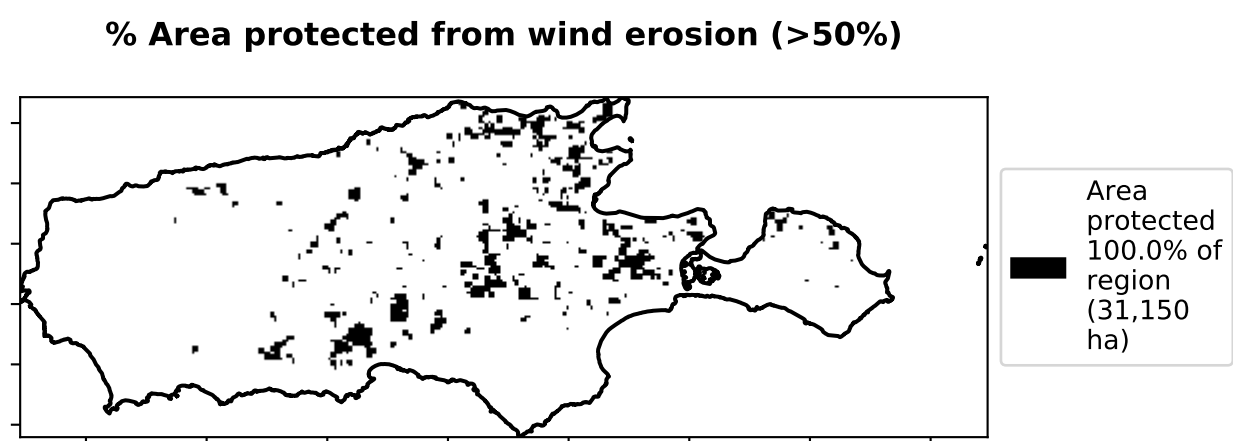 % Area protected from wind erosion (>50%)
Area
protected
100.0% of
region
(31,150
ha)